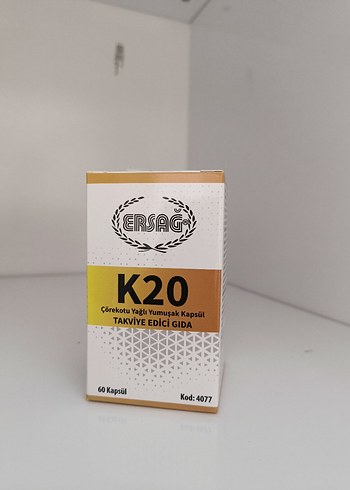 ERSAĞ
K20
Çörekotu Yağlı Yumuşak Kapsül
TAKVİYE EDİCİ GIDA
60 Kapsül
Kod: 4077